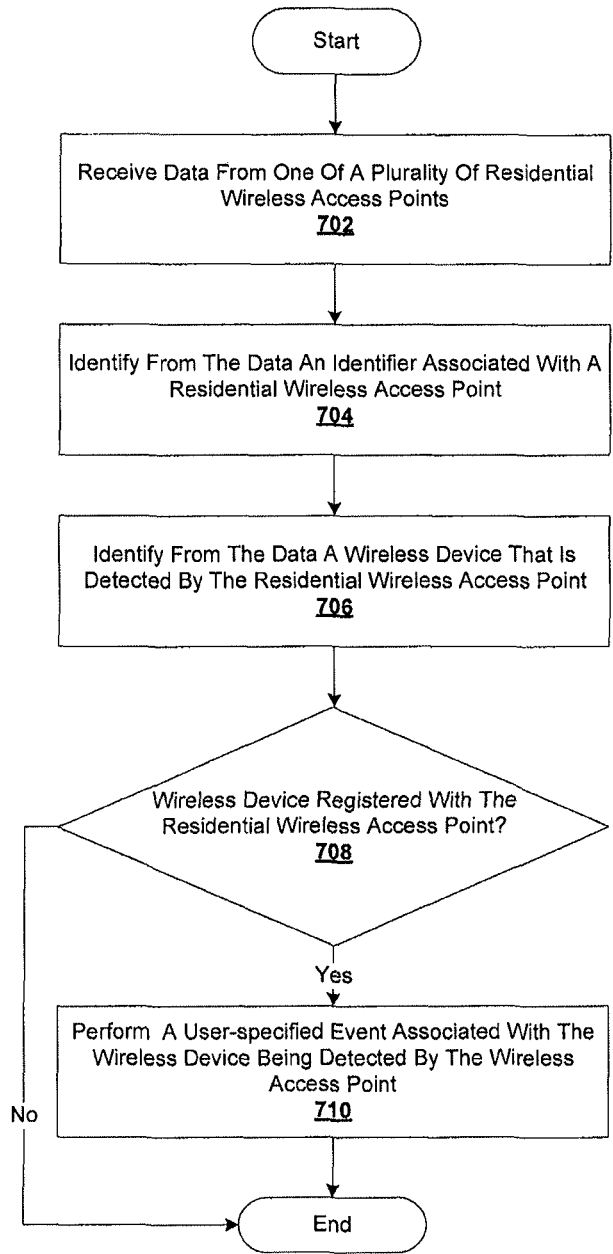 Start
Receive Data From One Of A Plurality Of Residential
Wireless Access Points
702
Identify From The Data An Identifier Associated With A
Residential Wireless Access Point
704
Identify From The Data A Wireless Device That Is
Detected By The Residential Wireless Access Point
706
Wireless Device Registered With The
Residential Wireless Access Point?
708
Yes
Perform A User-specified Event Associated With The
Wireless Device Being Detected By The Wireless
Access Point
710
No
End